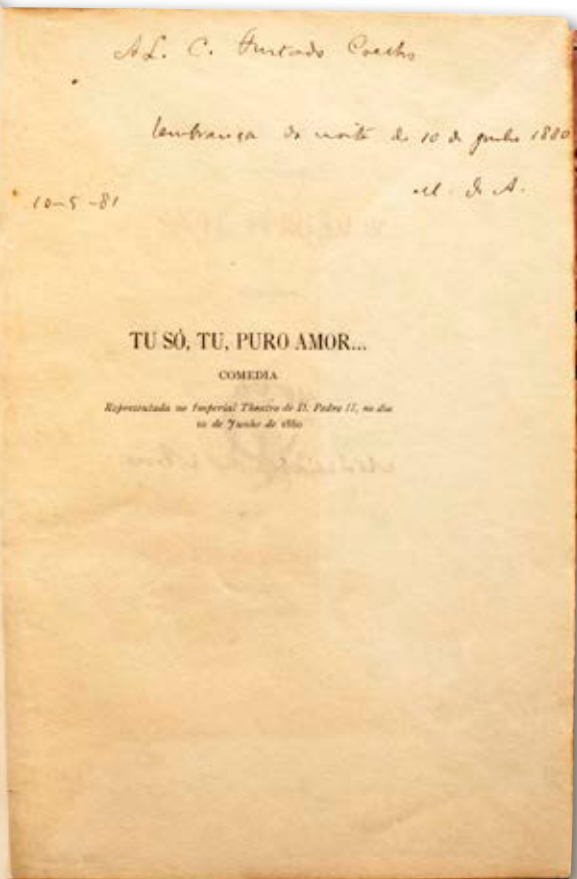 A L. C. Furtado Coelho
lembrança da noite de 10 de junho 1880
M. de A.
10-5-81
TU SÓ, TU, PURO AMOR...
COMEDIA
Representada no Imperial Theatro de D. Pedro II, no dia
10 de Junho de 1880